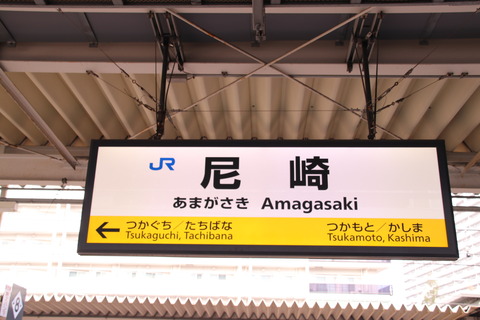 JR 尼崎
あまがさき Amagasaki
つかぐち／たちばな つかもと／かしま
Tsukaguchi, Tachibana Tsukamoto, Kashima